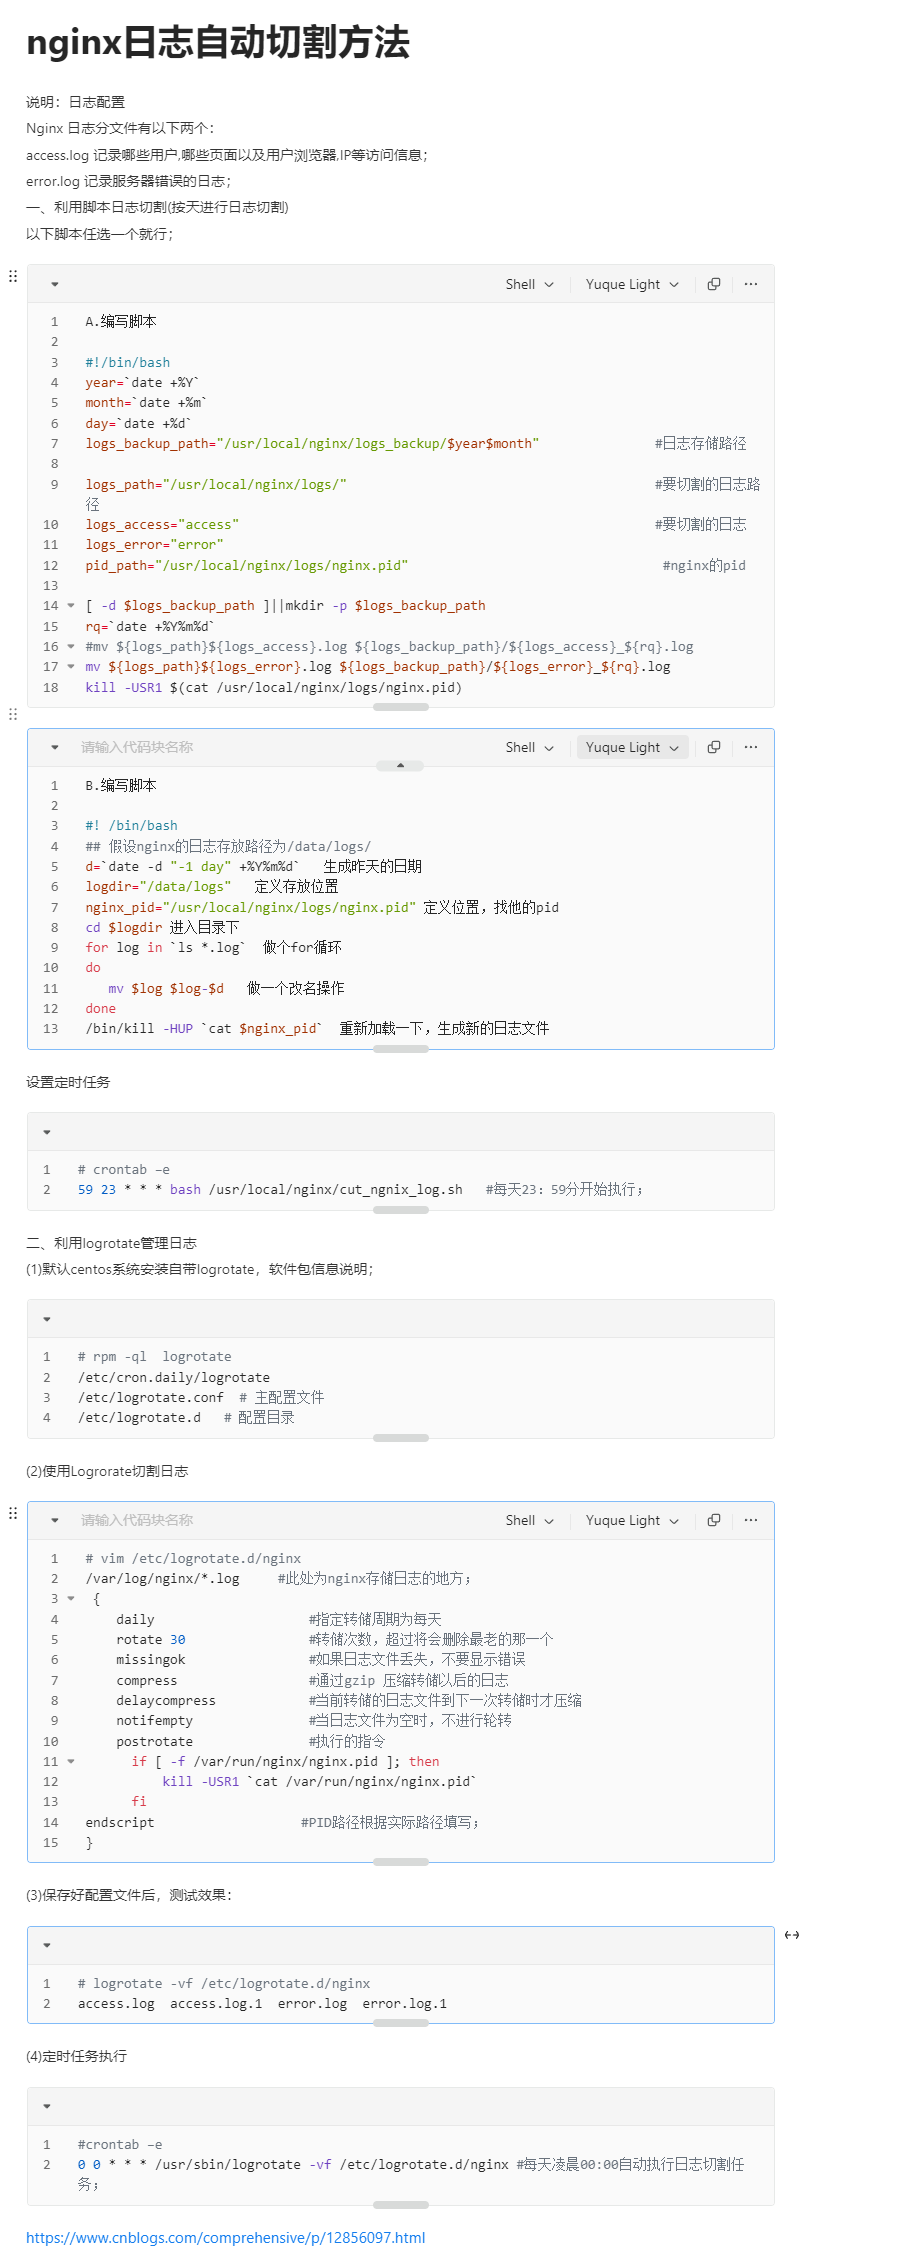 nginx日志自动切割方法
说明：日志配置
Nginx 日志分文件有以下两个：
access.log 记录哪些用户,哪些页面以及用户浏览器,IP等访问信息；
error.log 记录服务器错误的日志；
一、利用脚本日志切割(按天进行日志切割)
以下脚本任选一个就行；
Shell Yuque Light
1 A.编写脚本
2
3 #!/bin/bash
4 year=`date +%Y`
5 month=`date +%m`
6 day=`date +%d`
7 logs_backup_path="/usr/local/nginx/logs_backup/$year$month" #日志存储路径
8
9 logs_path="/usr/local/nginx/logs/" #要切割的日志路
径
10 logs_access="access" #要切割的日志
11 logs_error="error"
12 pid_path="/usr/local/nginx/logs/nginx.pid" #nginx的pid
13
14 [ -d $logs_backup_path ]||mkdir -p $logs_backup_path
15 rq=`date +%Y%m%d`
16 #mv ${logs_path}${logs_access}.log ${logs_backup_path}/${logs_access}_${rq}.log
17 mv ${logs_path}${logs_error}.log ${logs_backup_path}/${logs_error}_${rq}.log
18 kill -USR1 $(cat /usr/local/nginx/logs/nginx.pid)
请输入代码块名称 Shell Yuque Light
1 B.编写脚本
2
3 #! /bin/bash
4 ## 假设nginx的日志存放路径为/data/logs/
5 d=`date -d "-1 day" +%Y%m%d` 生成昨天的日期
6 logdir="/data/logs" 定义存放位置
7 nginx_pid="/usr/local/nginx/logs/nginx.pid" 定义位置，找他的pid
8 cd $logdir 进入目录下
9 for log in `ls *.log` 做个for循环
10 do
11 mv $log $log-$d 做一个改名操作
12 done
13 /bin/kill -HUP `cat $nginx_pid` 重新加载一下，生成新的日志文件
设置定时任务
1 # crontab –e
2 59 23 * * * bash /usr/local/nginx/cut_ngnix_log.sh #每天23：59分开始执行；
二、利用logrotate管理日志
(1)默认centos系统安装自带logrotate，软件包信息说明；
1 # rpm -ql logrotate
2 /etc/cron.daily/logrotate
3 /etc/logrotate.conf # 主配置文件
4 /etc/logrotate.d # 配置目录
(2)使用Logrorate切割日志
请输入代码块名称 Shell Yuque Light
1 # vim /etc/logrotate.d/nginx
2 /var/log/nginx/*.log #此处为nginx存储日志的地方；
3 {
4 daily #指定转储周期为每天
5 rotate 30 #转储次数，超过将会删除最老的那一个
6 missingok #如果日志文件丢失，不要显示错误
7 compress #通过gzip 压缩转储以后的日志
8 delaycompress #当前转储的日志文件到下一次转储时才压缩
9 notifempty #当日志文件为空时，不进行轮转
10 postrotate #执行的指令
11 if [ -f /var/run/nginx/nginx.pid ]; then
12 kill -USR1 `cat /var/run/nginx/nginx.pid`
13 fi
14 endscript #PID路径根据实际路径填写；
15 }
(3)保存好配置文件后，测试效果：
1 # logrotate -vf /etc/logrotate.d/nginx
2 access.log access.log.1 error.log error.log.1
(4)定时任务执行
1 #crontab –e
2 0 0 * * * /usr/sbin/logrotate -vf /etc/logrotate.d/nginx #每天凌晨00:00自动执行日志切割任
务；
https://www.cnblogs.com/comprehensive/p/12856097.html